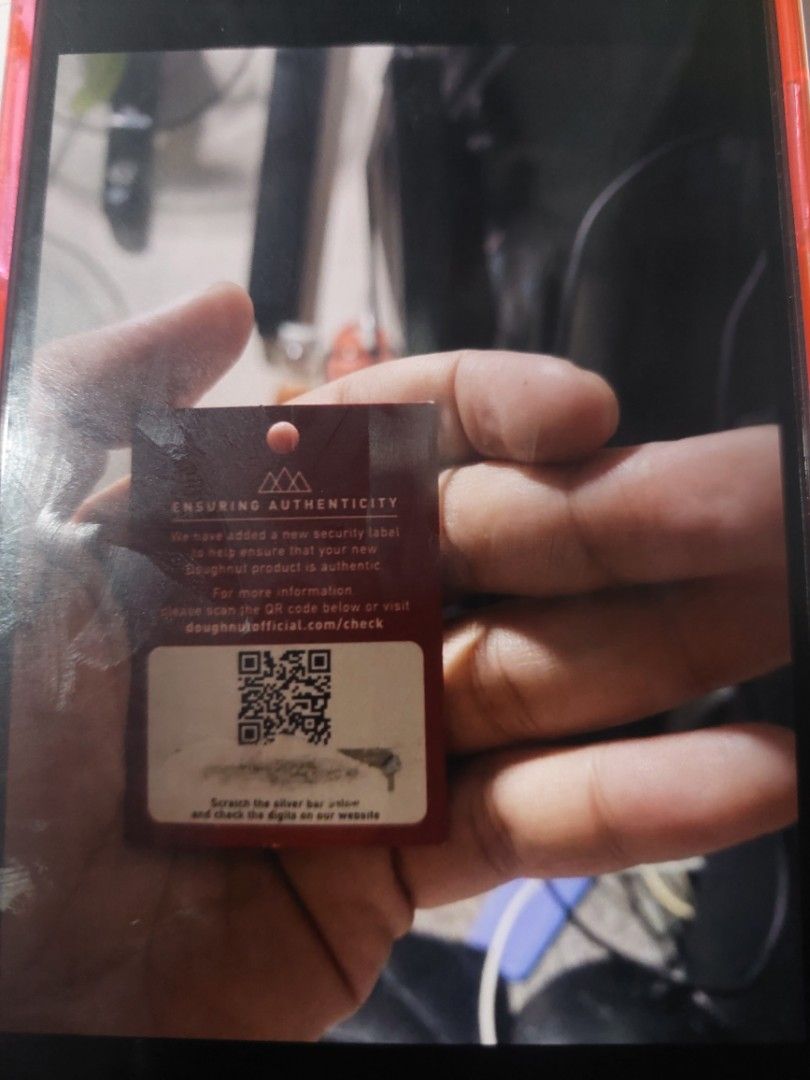 ENSURING AUTHENTICITY
We have added a new security label
to help ensure that your new
Doughnut product is authentic
For more information
please scan the QR code below or visit
doughnutofficial.com/check
Scratch the silver bar below
and check the digits on our website